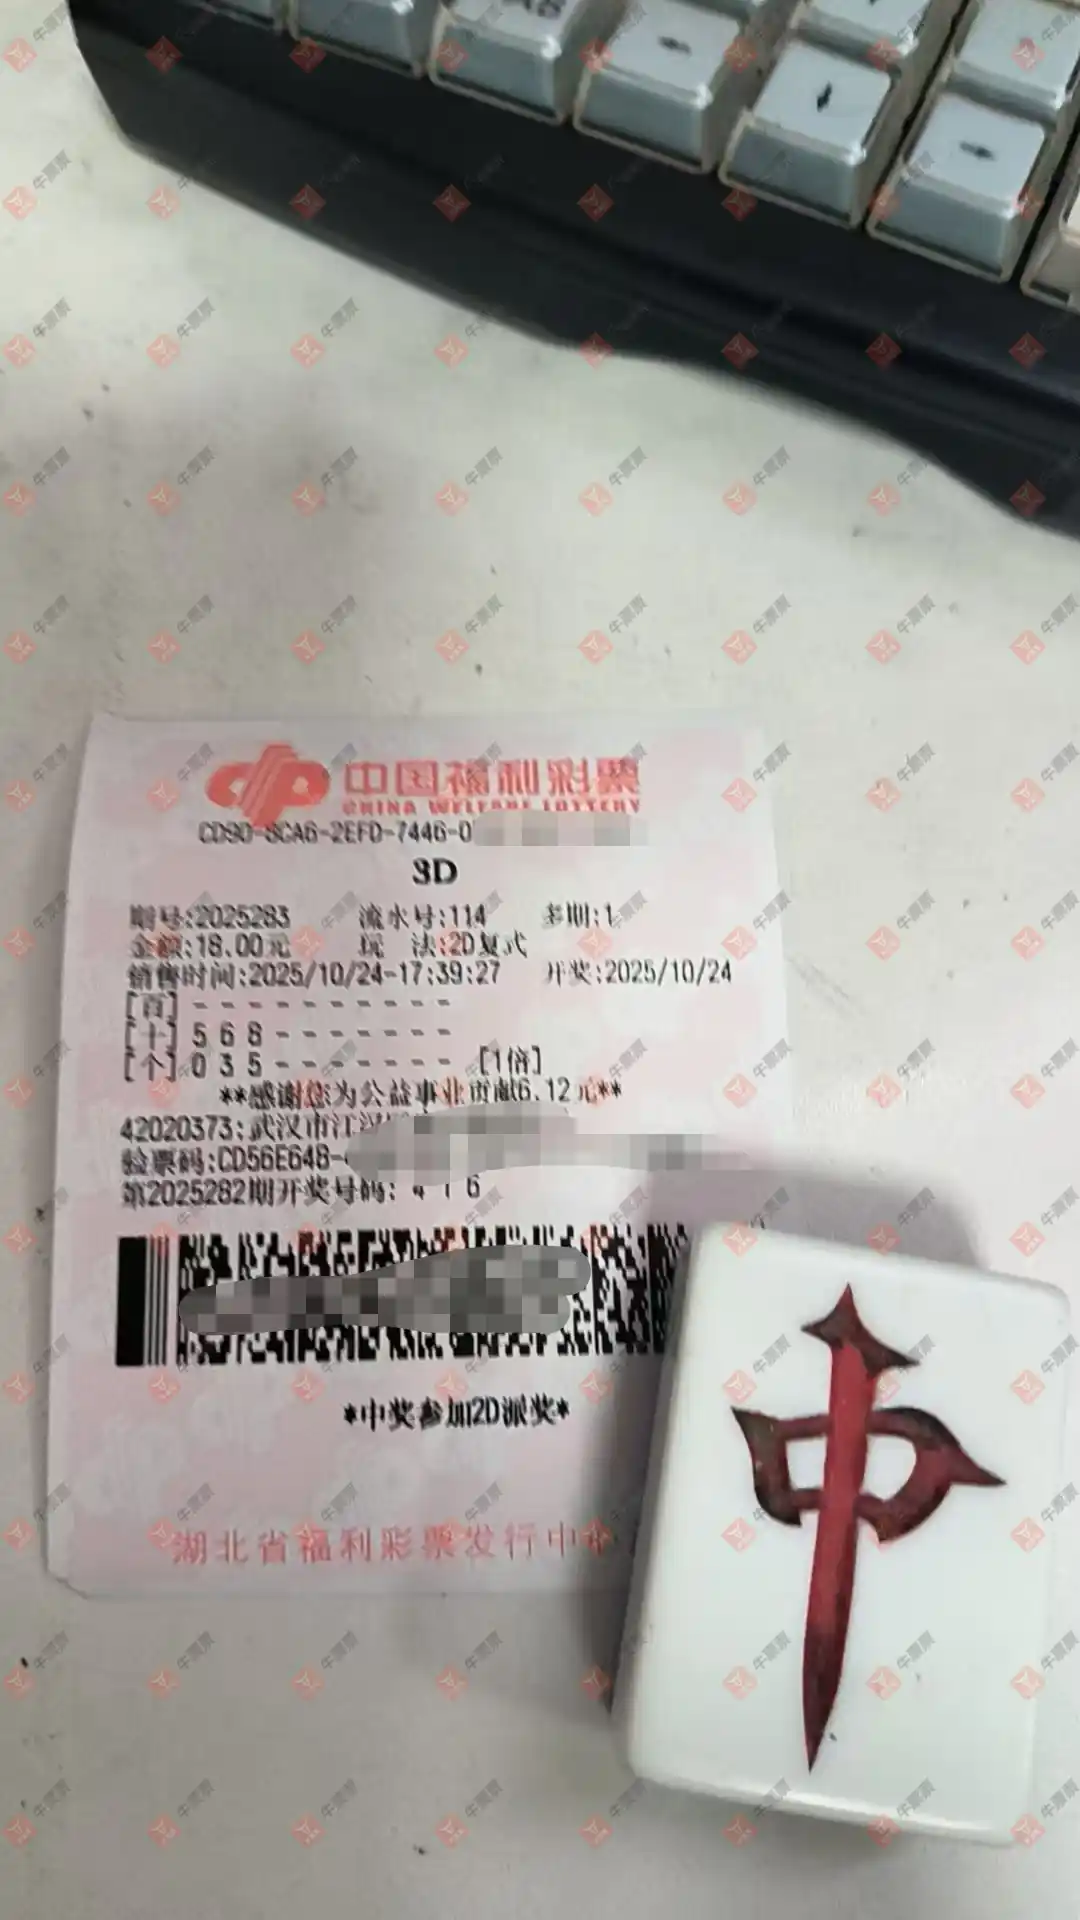 中国福利彩票
CHINA WELFARE LOTTERY
CD90-8CA6-2EFD-7446-0
3D
期号:2025283 流水号:114 多期:1
金额:18.00元 玩 法:2D复式
销售时间:2025/10/24-17:39:27 开奖:2025/10/24
[百] - - - - - - - - - -
[十] 5 6 8 - - - - - - -
[个] 0 3 5 - - - - - - - [1倍]
**感谢您为公益事业贡献6.12元**
42020373:武汉市江汉
验票码:CD56E648-
第2025282期开奖号码: 6
*中奖参加2D派奖*
湖北省福利彩票发行中心
中
牛票票